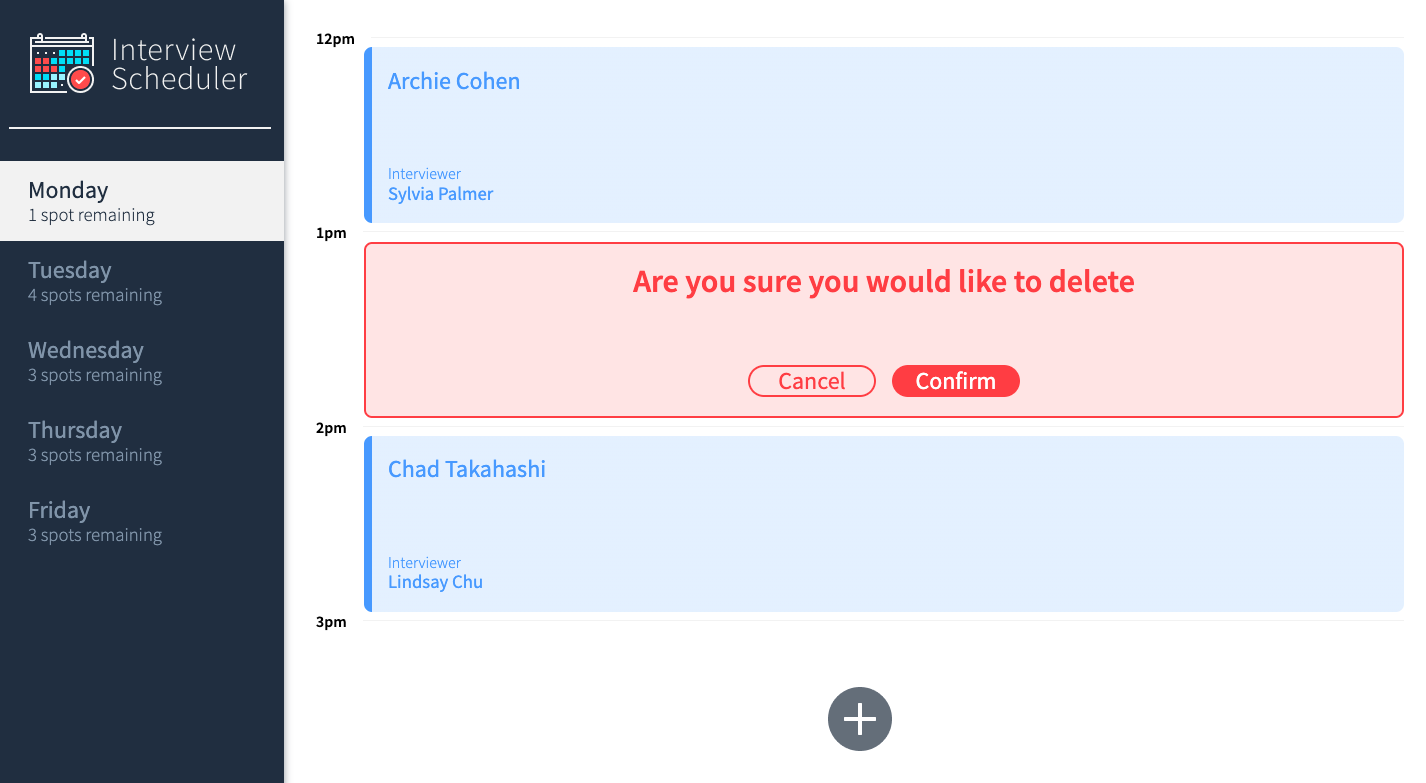 Interview
Scheduler
Monday
1 spot remaining
Tuesday
4 spots remaining
Wednesday
3 spots remaining
Thursday
3 spots remaining
Friday
3 spots remaining
12pm
Archie Cohen
Interviewer
Sylvia Palmer
1pm
Are you sure you would like to delete
Cancel Confirm
2pm
Chad Takahashi
Interviewer
Lindsay Chu
3pm